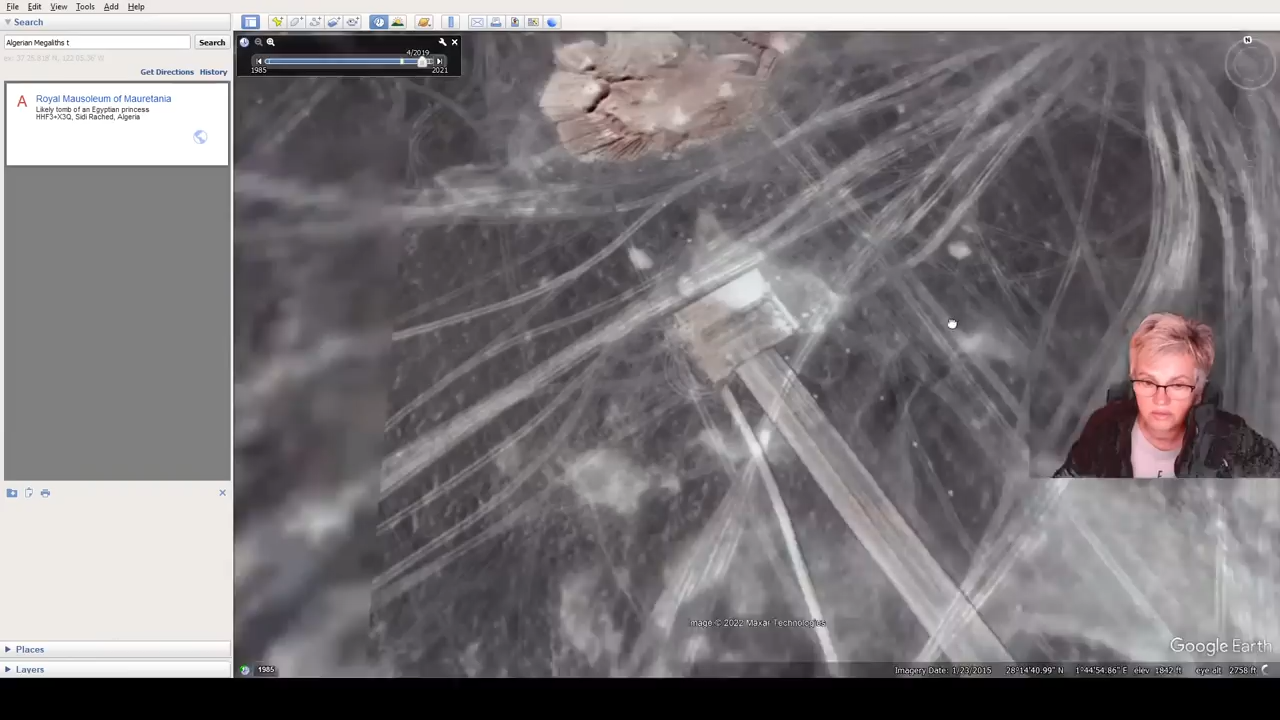 File Edit View Tools Add Help
Search
Algerian Megaliths t
Search
Get Directions History
A Royal Mausoleum of Mauretania
Likely tomb of an Egyptian princess
HHF3+X3Q, Sidi Rached, Algeria
Places
Layers
4/2019
1985 2021
N
Image © 2022 Maxar Technologies
Google Earth
1985
Imagery Date: 1/23/2015 28°14'40.99" N 1°44'54.86" E elev 1842 ft eye alt 2758 ft